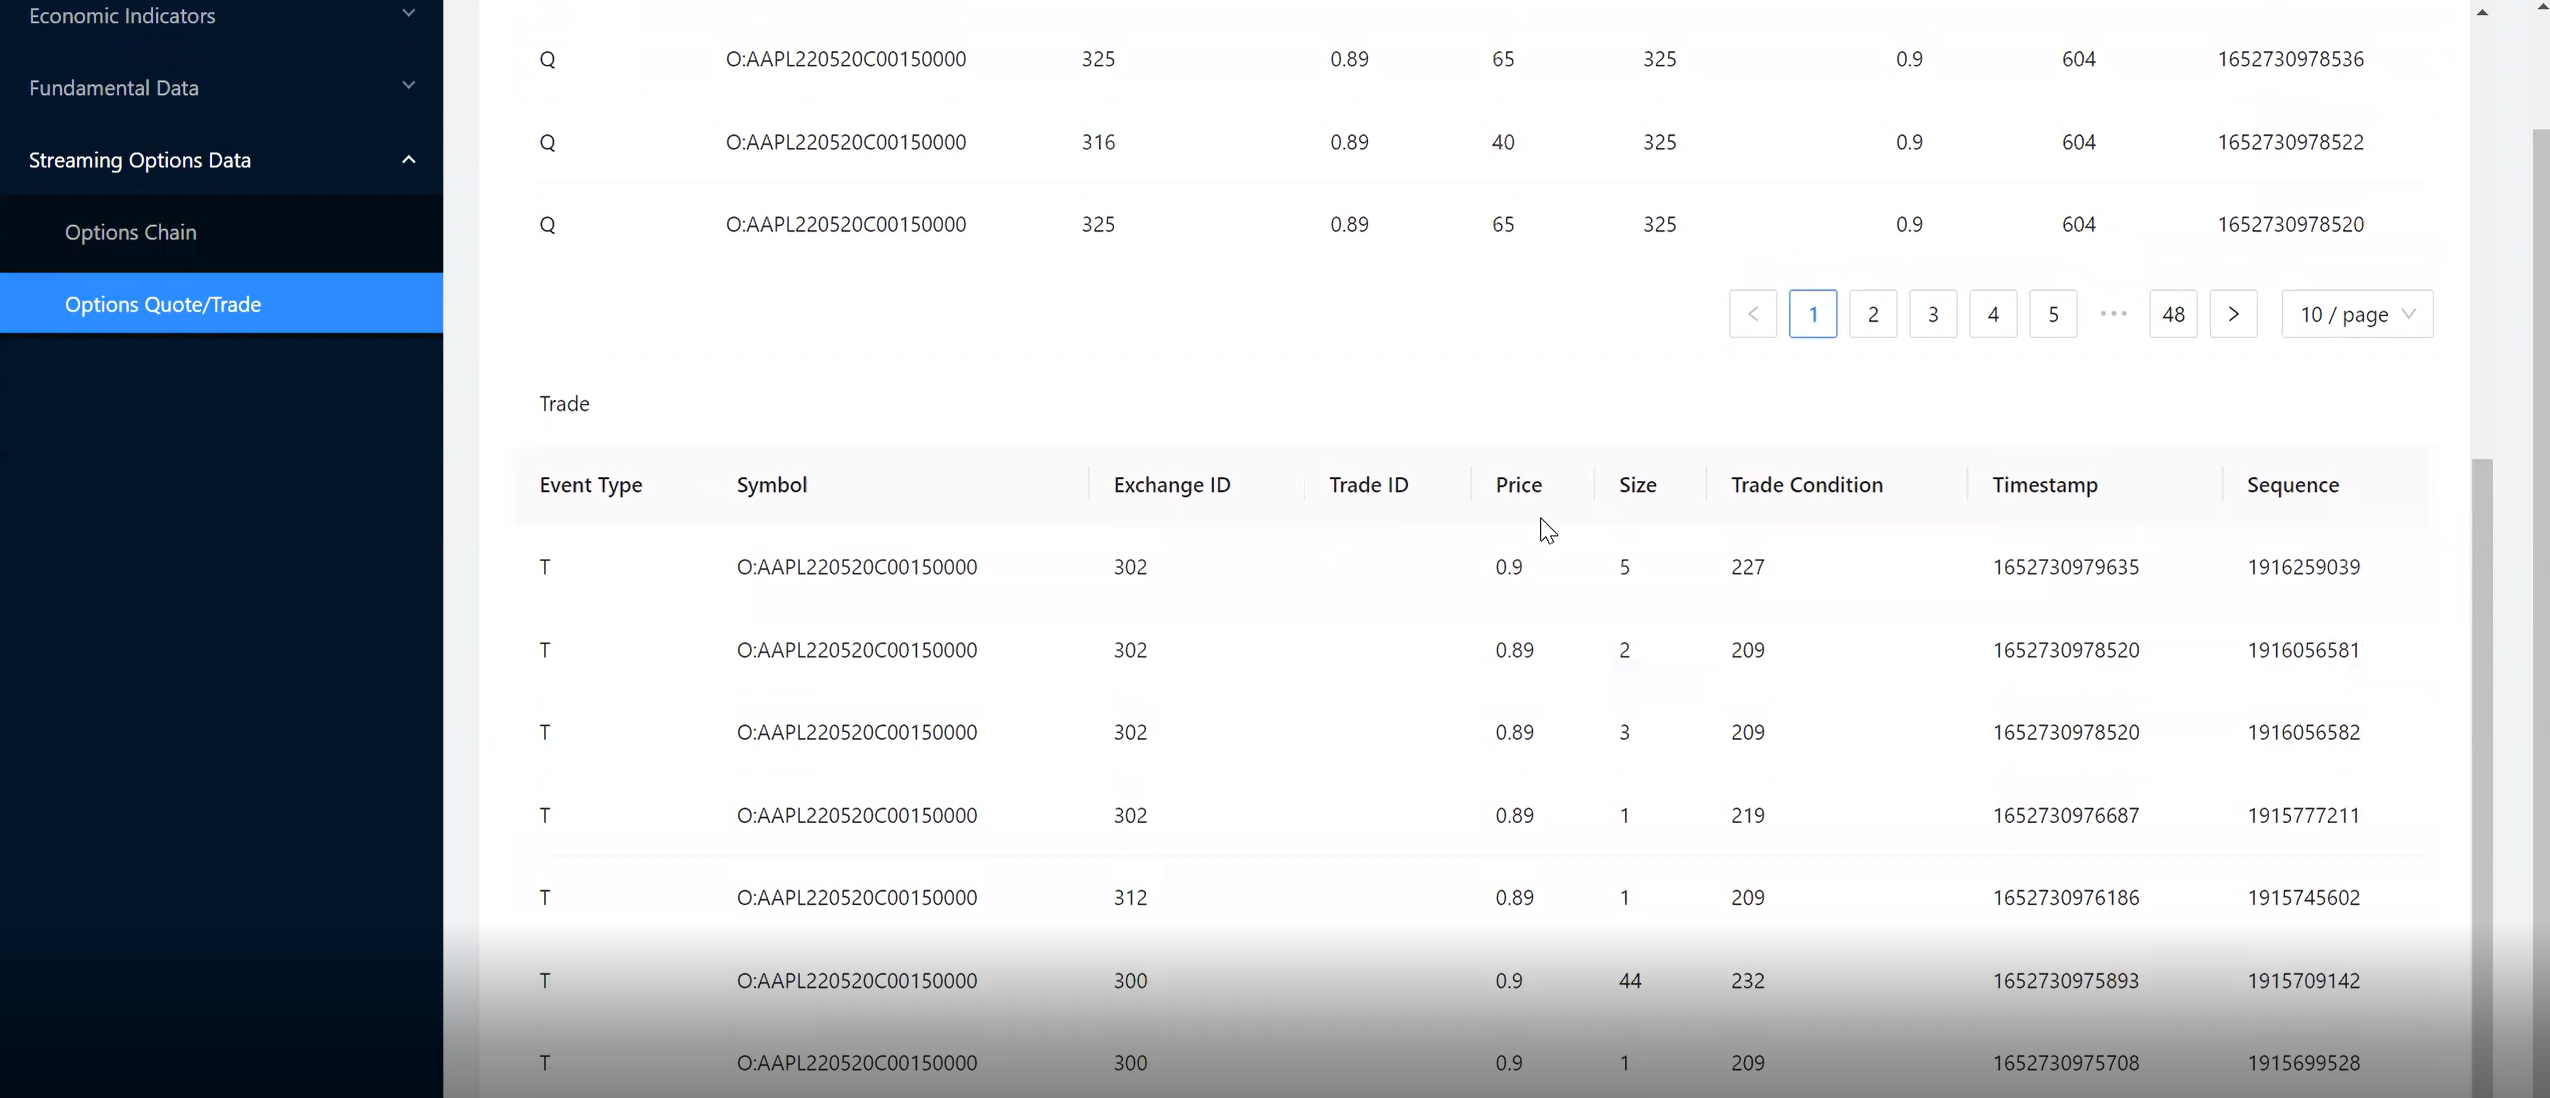 Economic Indicators
Fundamental Data
Streaming Options Data
Options Chain
Options Quote/Trade
Q O:AAPL220520C00150000 325 0.89 65 325 0.9 604 1652730978536
Q O:AAPL220520C00150000 316 0.89 40 325 0.9 604 1652730978522
Q O:AAPL220520C00150000 325 0.89 65 325 0.9 604 1652730978520
< 1 2 3 4 5 ••• 48 > 10 / page
Trade
Event Type Symbol Exchange ID Trade ID Price Size Trade Condition Timestamp Sequence
T O:AAPL220520C00150000 302 0.9 5 227 1652730979635 1916259039
T O:AAPL220520C00150000 302 0.89 2 209 1652730978520 1916056581
T O:AAPL220520C00150000 302 0.89 3 209 1652730978520 1916056582
T O:AAPL220520C00150000 302 0.89 1 219 1652730976687 1915777211
T O:AAPL220520C00150000 312 0.89 1 209 1652730976186 1915745602
T O:AAPL220520C00150000 300 0.9 44 232 1652730975893 1915709142
T O:AAPL220520C00150000 300 0.9 1 209 1652730975708 1915699528